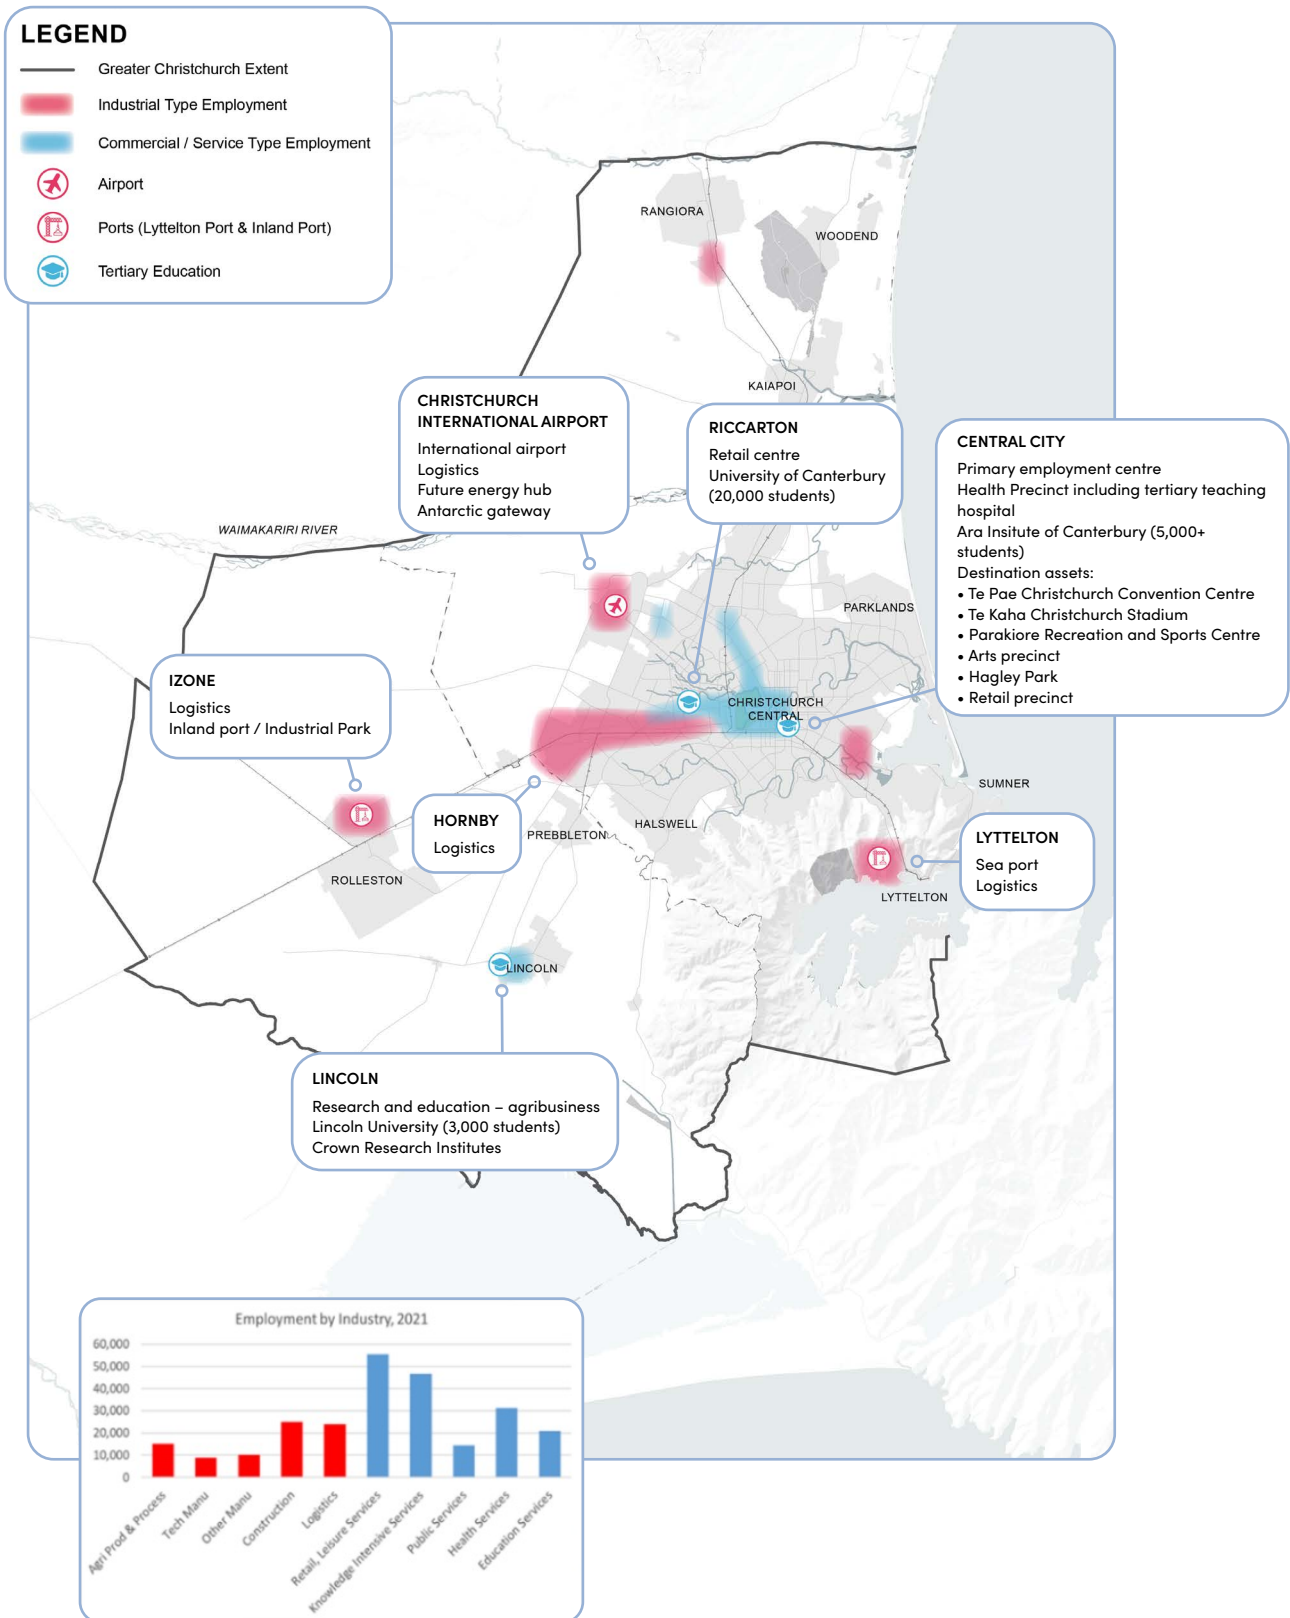 LEGEND
Greater Christchurch Extent
Industrial Type Employment
Commercial / Service Type Employment
Airport
Ports (Lyttelton Port & Inland Port)
Tertiary Education
RANGIORA
WOODEND
KAIAPOI
CHRISTCHURCH
INTERNATIONAL AIRPORT
International airport
Logistics
Future energy hub
Antarctic gateway
RICCARTON
Retail centre
University of Canterbury
(20,000 students)
CENTRAL CITY
Primary employment centre
Health Precinct including tertiary teaching
hospital
Ara Insitute of Canterbury (5,000+
students)
Destination assets:
• Te Pae Christchurch Convention Centre
• Te Kaha Christchurch Stadium
• Parakiore Recreation and Sports Centre
• Arts precinct
• Hagley Park
• Retail precinct
WAIMAKARIRI RIVER
PARKLANDS
IZONE
Logistics
Inland port / Industrial Park
CHRISTCHURCH
CENTRAL
SUMNER
HORNBY
Logistics
PREBBLETON
HALSWELL
LYTTELTON
Sea port
Logistics
ROLLESTON
LYTTELTON
LINCOLN
LINCOLN
Research and education – agribusiness
Lincoln University (3,000 students)
Crown Research Institutes
Employment by Industry, 2021
60,000
50,000
40,000
30,000
20,000
10,000
0
Agri Prod & Process
Tech Manu
Other Manu
Construction
Logistics
Retail, Leisure Services
Knowledge Intensive Services
Public Services
Health Services
Education Services